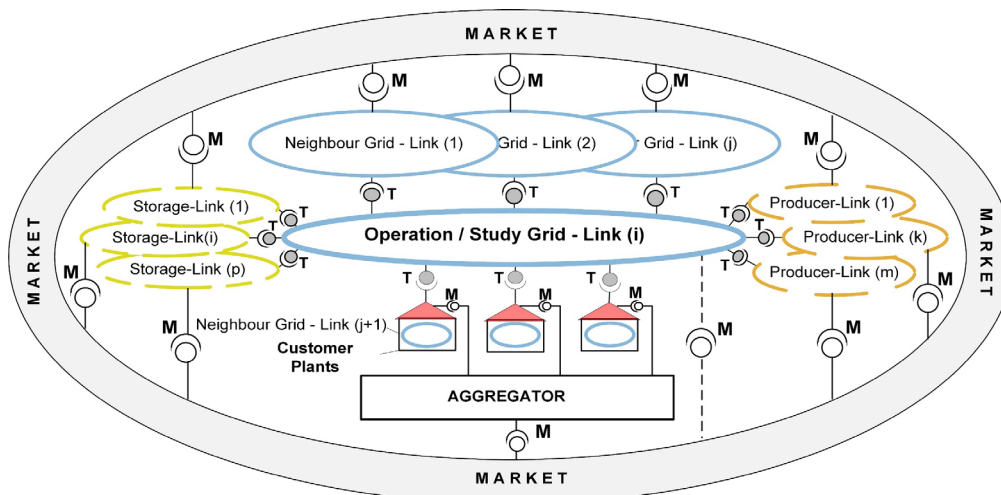 MARKET
M
M
M
M
M
Neighbour Grid - Link (1)
Grid - Link (2)
Grid - Link (j)
T
T
T
Storage-Link (1)
T
Storage-Link(i)
T
Storage-Link (p)
T
Operation / Study Grid - Link (i)
Producer-Link (1)
T
Producer-Link (k)
T
Producer-Link (m)
T
MARKET
MARKET
T
T
T
M
M
M
M
M
Neighbour Grid - Link (j+1)
Customer
Plants
M
M
M
AGGREGATOR
M
MARKET